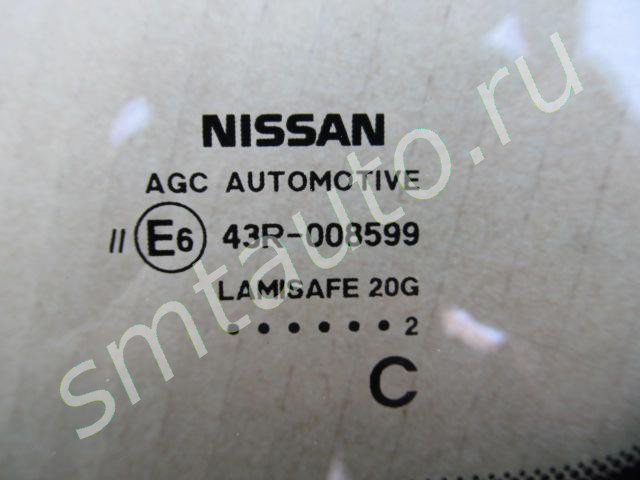 NISSAN
AGC AUTOMOTIVE
II E6 43R-008599
LAMISAFE 20G
• • • • • • 2
C
smtauto.ru